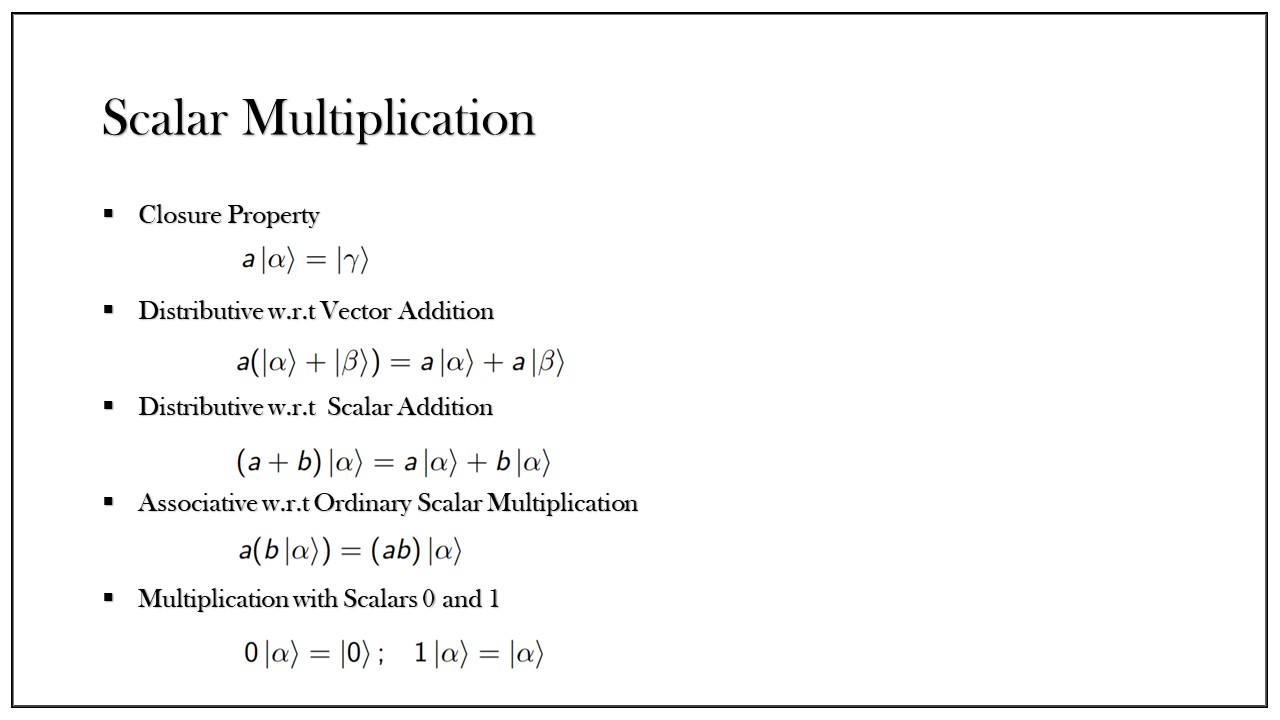 Scalar Multiplication
▪ Closure Property
a|α⟩ = |γ⟩
▪ Distributive w.r.t Vector Addition
a(|α⟩ + |β⟩) = a|α⟩ + a|β⟩
▪ Distributive w.r.t Scalar Addition
(a + b)|α⟩ = a|α⟩ + b|α⟩
▪ Associative w.r.t Ordinary Scalar Multiplication
a(b|α⟩) = (ab)|α⟩
▪ Multiplication with Scalars 0 and 1
0|α⟩ = |0⟩; 1|α⟩ = |α⟩